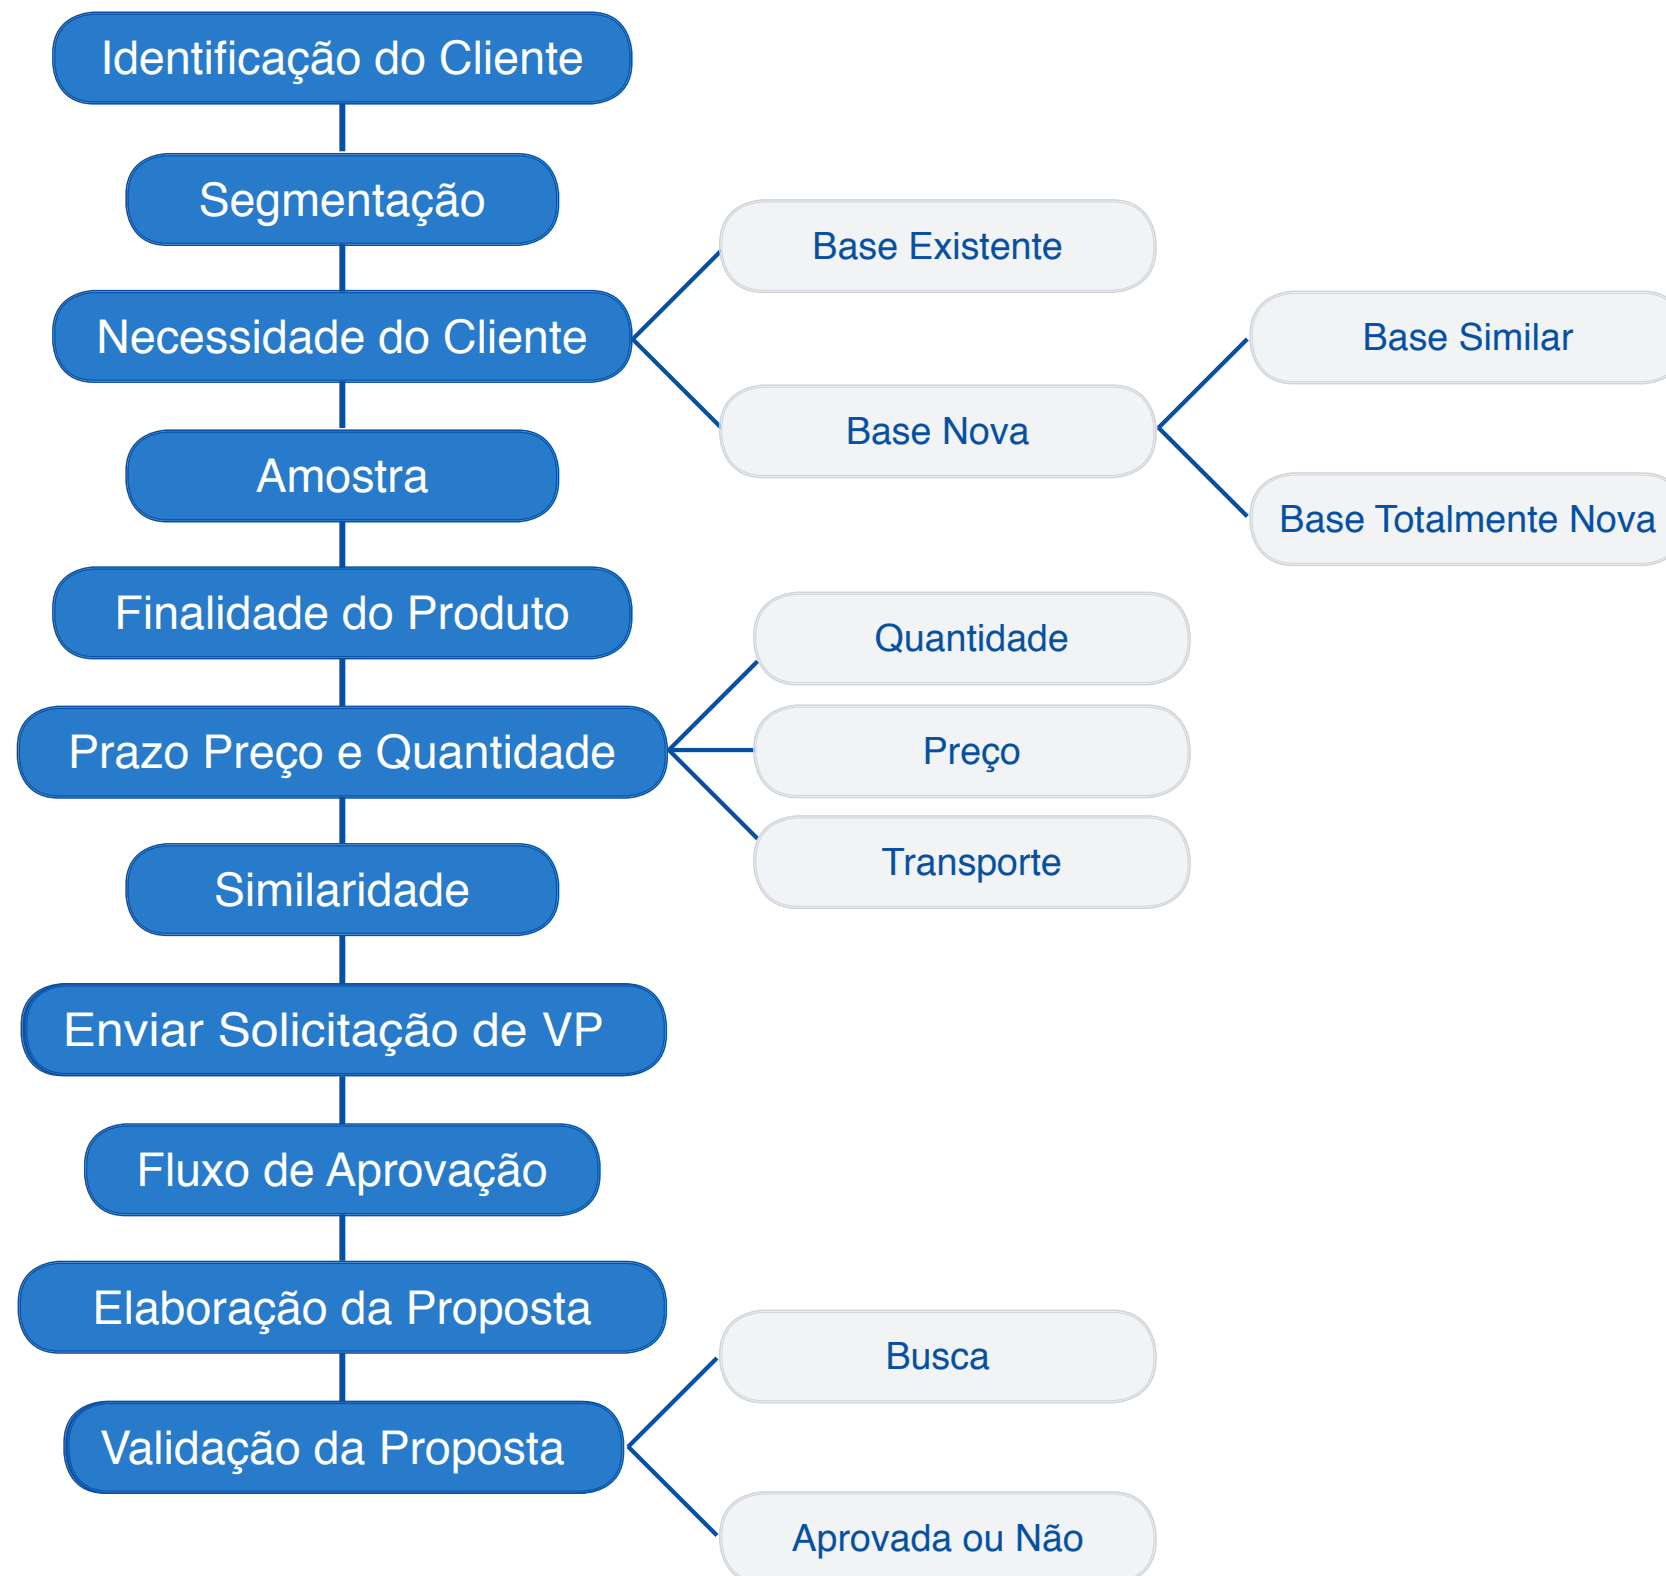 Identificação do Cliente
Segmentação
Necessidade do Cliente
Base Existente
Base Nova
Base Similar
Base Totalmente Nova
Amostra
Finalidade do Produto
Prazo Preço e Quantidade
Quantidade
Preço
Transporte
Similaridade
Enviar Solicitação de VP
Fluxo de Aprovação
Elaboração da Proposta
Validação da Proposta
Busca
Aprovada ou Não